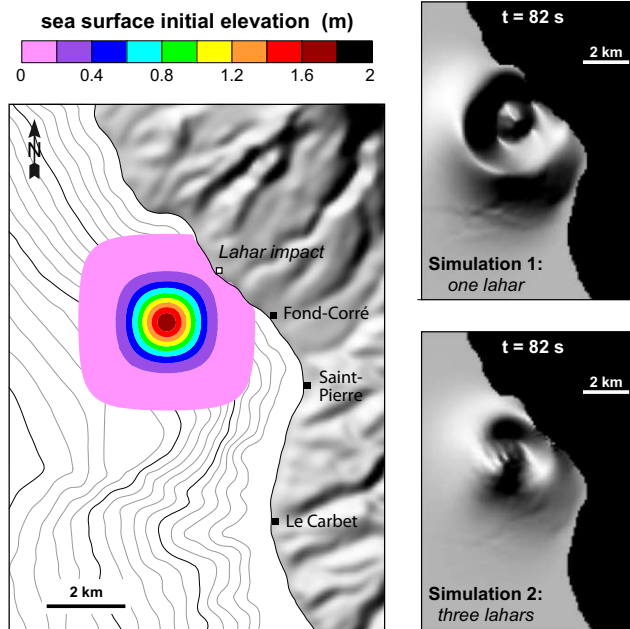 sea surface initial elevation (m)
0 0.4 0.8 1.2 1.6 2
N
Lahar impact
Fond-Corré
Saint-
Pierre
Le Carbet
2 km
t = 82 s
2 km
Simulation 1:
one lahar
t = 82 s
2 km
Simulation 2:
three lahars